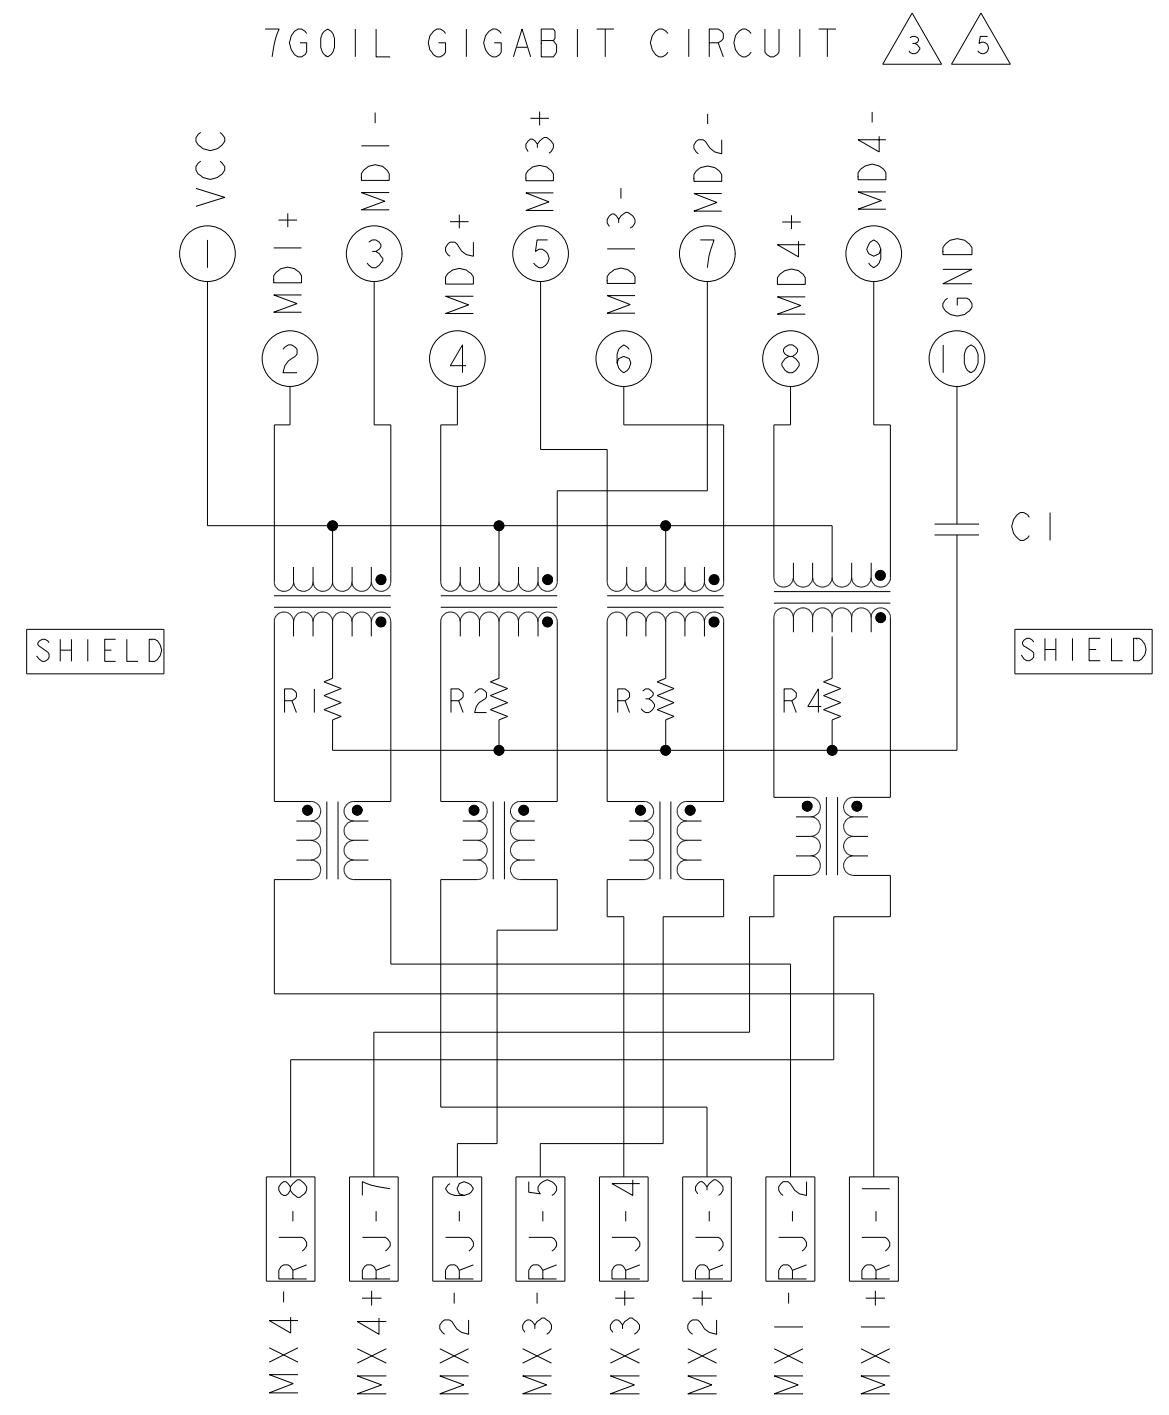 7G01L GIGABIT CIRCUIT 3 5
VCC
MD1+
MD1-
MD2+
MD3+
MD13-
MD2-
MD4+
MD4-
GND
1
2
3
4
5
6
7
8
9
10
C1
SHIELD
SHIELD
R1
R2
R3
R4
RJ-8
RJ-7
RJ-6
RJ-5
RJ-4
RJ-3
RJ-2
RJ-1
MX4-
MX4+
MX2-
MX3-
MX3+
MX2+
MX1-
MX1+